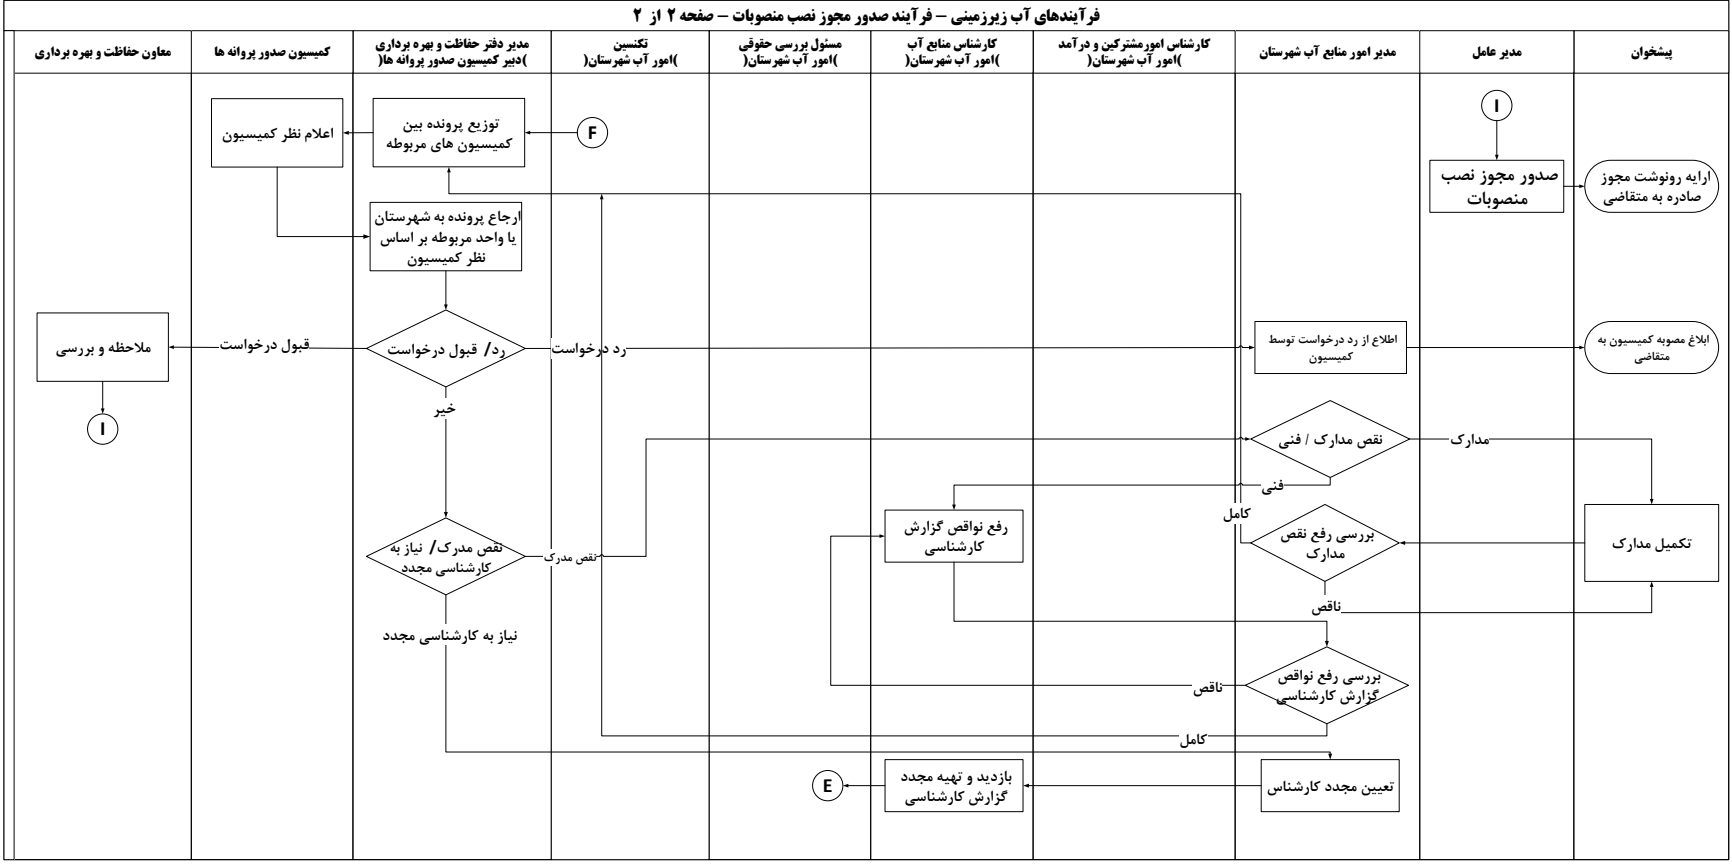 فرآیندهای آب زیرزمینی – فرآیند صدور مجوز نصب منصوبات – صفحه ۲ از ۲
پیشخوان
مدیر عامل
مدیر امور منابع آب شهرستان
کارشناس امورمشترکین و درآمد
)امور آب شهرستان(
کارشناس منابع آب
)امور آب شهرستان(
مسئول بررسی حقوقی
)امور آب شهرستان(
تکنسین
)امور آب شهرستان(
مدیر دفتر حفاظت و بهره برداری
)دبیر کمیسیون صدور پروانه ها(
کمیسیون صدور پروانه ها
معاون حفاظت و بهره برداری
I
F
توزیع پرونده بین
کمیسیون های مربوطه
اعلام نظر کمیسیون
ارایه رونوشت مجوز
صادره به متقاضی
صدور مجوز نصب
منصوبات
ارجاع پرونده به شهرستان
یا واحد مربوطه بر اساس
نظر کمیسیون
ابلاغ مصوبه کمیسیون به
متقاضی
اطلاع از رد درخواست توسط
کمیسیون
رد درخواست
رد/ قبول درخواست
قبول درخواست
ملاحظه و بررسی
خیر
I
مدارک
نقص مدارک / فنی
فنی
کامل
تکمیل مدارک
بررسی رفع نقص
مدارک
رفع نواقص گزارش
کارشناسی
نقص مدرک
نقص مدرک/ نیاز به
کارشناسی مجدد
ناقص
نیاز به کارشناسی مجدد
بررسی رفع نواقص
گزارش کارشناسی
ناقص
کامل
تعیین مجدد کارشناس
بازدید و تهیه مجدد
گزارش کارشناسی
E